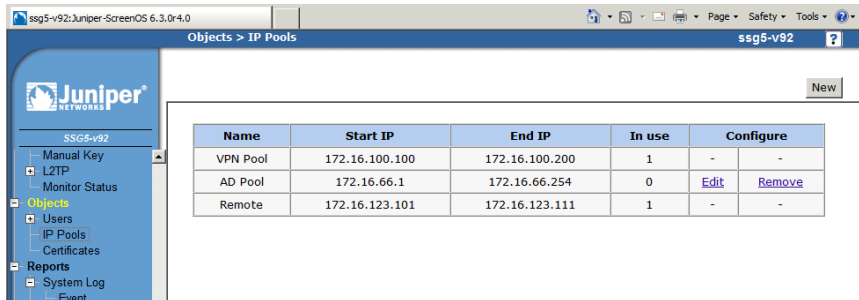 ssg5-v92:Juniper-ScreenOS 6.3.0r4.0
Page Safety Tools
Objects > IP Pools ssg5-v92 ?
Juniper®
NETWORKS
New
SSG5-v92
Name Start IP End IP In use Configure
VPN Pool 172.16.100.100 172.16.100.200 1 - -
AD Pool 172.16.66.1 172.16.66.254 0 Edit Remove
Remote 172.16.123.101 172.16.123.111 1 - -
Manual Key
L2TP
Monitor Status
Objects
Users
IP Pools
Certificates
Reports
System Log
Event